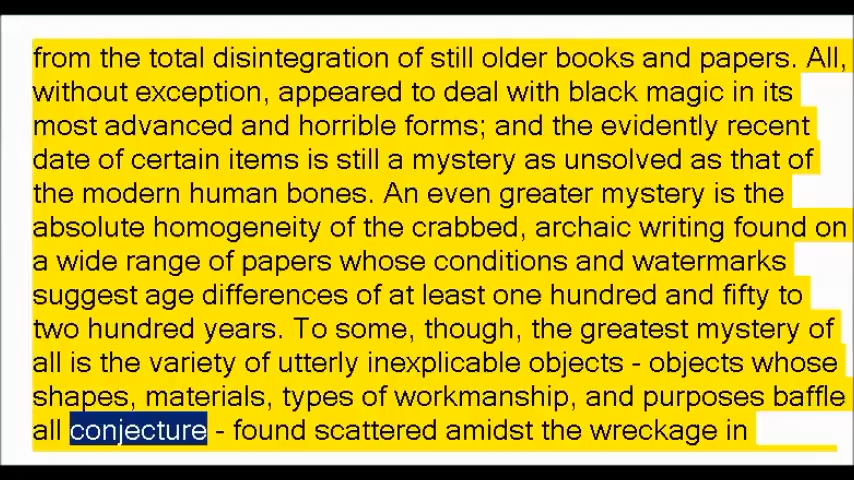 from the total disintegration of still older books and papers. All,
without exception, appeared to deal with black magic in its
most advanced and horrible forms; and the evidently recent
date of certain items is still a mystery as unsolved as that of
the modern human bones. An even greater mystery is the
absolute homogeneity of the crabbed, archaic writing found on
a wide range of papers whose conditions and watermarks
suggest age differences of at least one hundred and fifty to
two hundred years. To some, though, the greatest mystery of
all is the variety of utterly inexplicable objects - objects whose
shapes, materials, types of workmanship, and purposes baffle
all conjecture - found scattered amidst the wreckage in